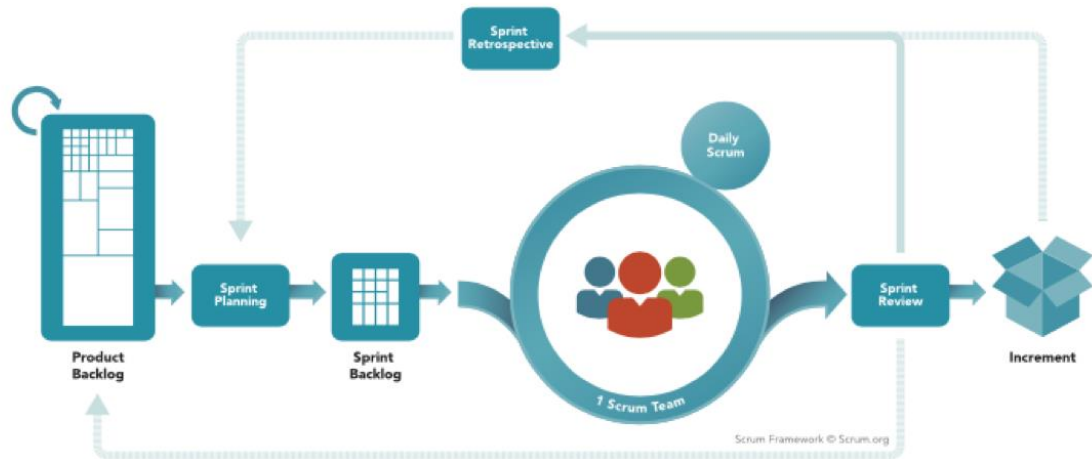 Sprint
Retrospective
Daily
Scrum
Sprint
Planning
Sprint
Review
Product
Backlog
Sprint
Backlog
Increment
1 Scrum Team
Scrum Framework © Scrum.org